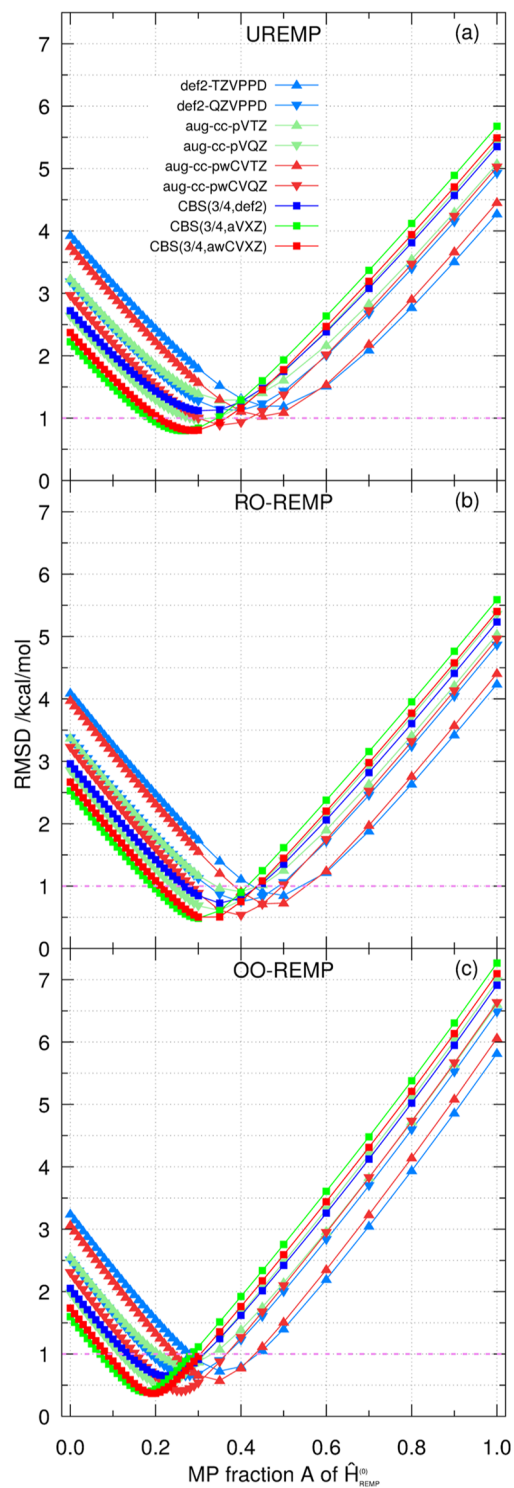 UREMP
(a)
7
6
5
4
3
2
1
0
def2-TZVPPD
def2-QZVPPD
aug-cc-pVTZ
aug-cc-pVQZ
aug-cc-pwCVTZ
aug-cc-pwCVQZ
CBS(3/4,def2)
CBS(3/4,aVXZ)
CBS(3/4,awCVXZ)
RO-REMP
(b)
RMSD /kcal/mol
7
6
5
4
3
2
1
0
OO-REMP
(c)
7
6
5
4
3
2
1
0
0.0 0.2 0.4 0.6 0.8 1.0
MP fraction A of Ĥ(0)REMP